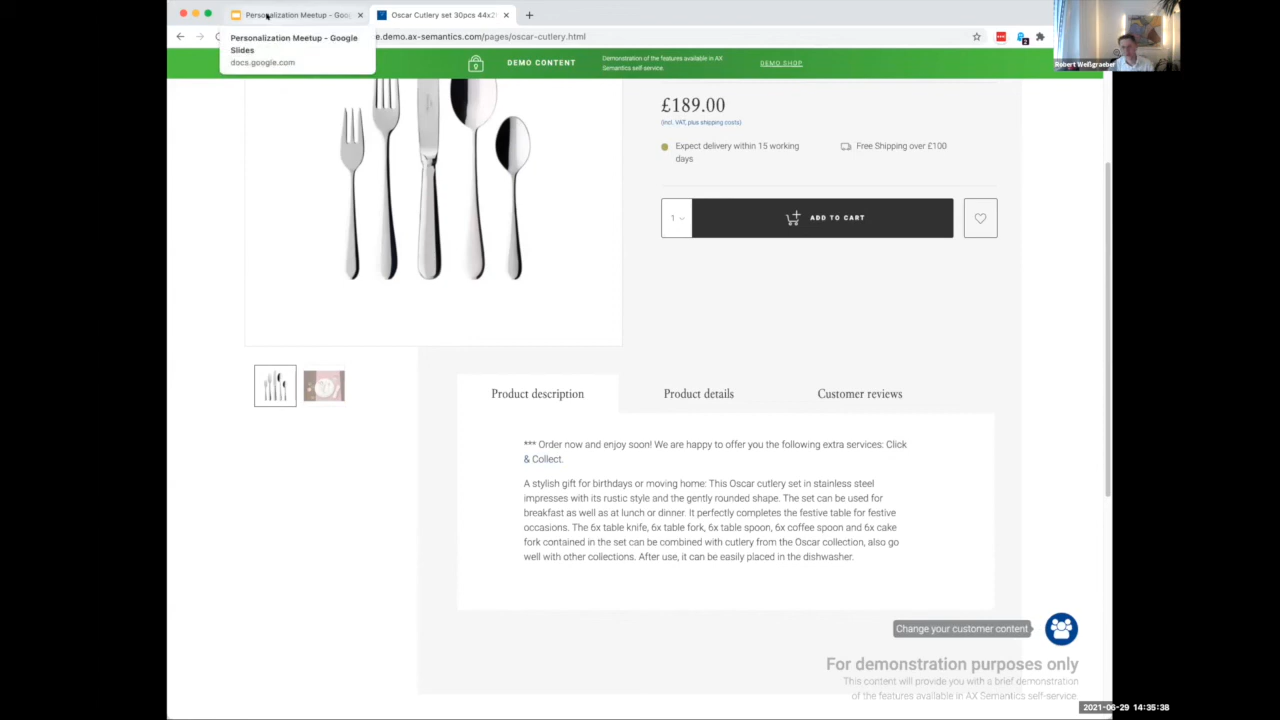 Personalization Meetup - Goo
Oscar Cutlery set 30pcs 44x2
e.demo.ax-semantics.com/pages/oscar-cutlery.html
2
Personalization Meetup - Google
Slides
docs.google.com
DEMO CONTENT
Demonstration of the features available in AX
Semantics self-service.
DEMO SHOP
Robert Weißgraeber
£189.00
(incl. VAT, plus shipping costs)
Expect delivery within 15 working
days
Free Shipping over £100
1
ADD TO CART
Product description
Product details
Customer reviews
*** Order now and enjoy soon! We are happy to offer you the following extra services: Click
& Collect.
A stylish gift for birthdays or moving home: This Oscar cutlery set in stainless steel
impresses with its rustic style and the gently rounded shape. The set can be used for
breakfast as well as at lunch or dinner. It perfectly completes the festive table for festive
occasions. The 6x table knife, 6x table fork, 6x table spoon, 6x coffee spoon and 6x cake
fork contained in the set can be combined with cutlery from the Oscar collection, also go
well with other collections. After use, it can be easily placed in the dishwasher.
Change your customer content
For demonstration purposes only
This content will provide you with a brief demonstration
of the features available in AX Semantics self-service.
2021-06-29 14:35:38